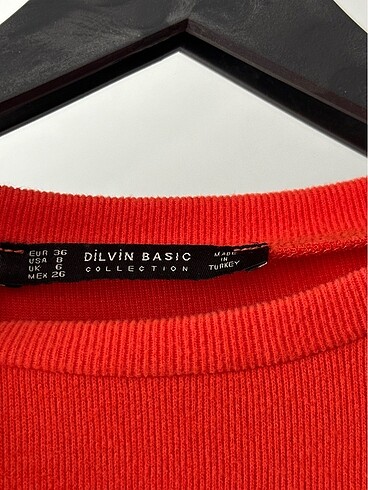 EUR 36
USA 8
UK 6
MEX 26
DİLVİN BASIC
COLLECTION
MADE
IN
TURKEY